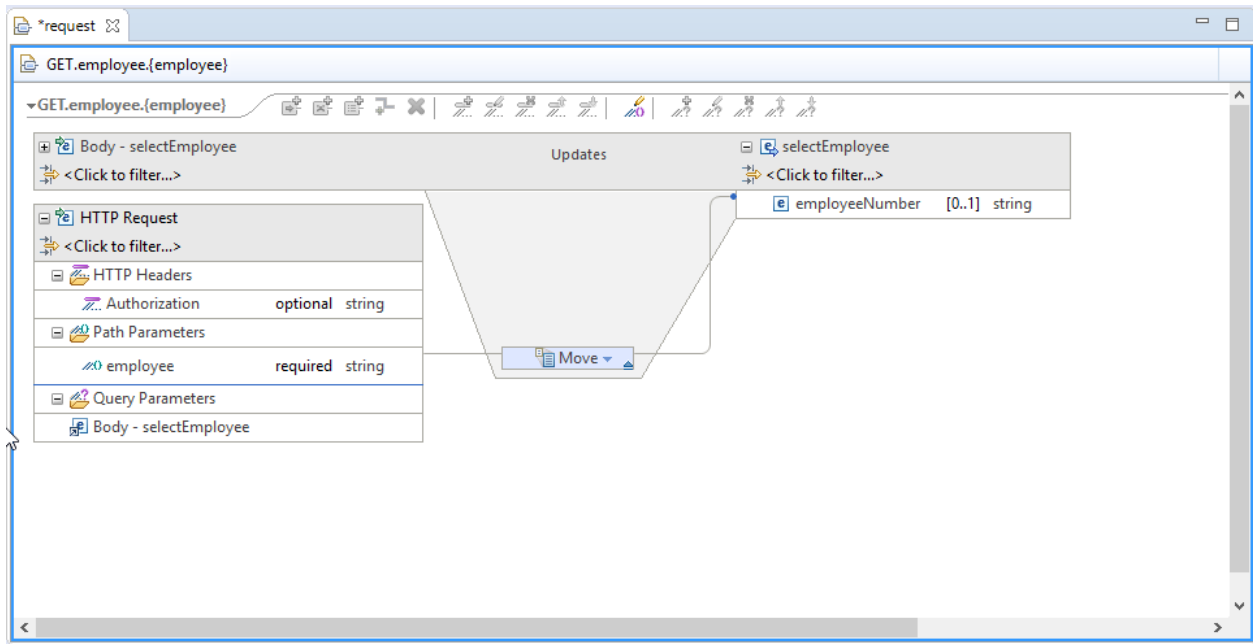 *request
GET.employee.{employee}
GET.employee.{employee}
Body - selectEmployee
Updates
selectEmployee
<Click to filter...>
<Click to filter...>
employeeNumber [0..1] string
HTTP Request
<Click to filter...>
HTTP Headers
Authorization optional string
Path Parameters
Move
employee required string
Query Parameters
Body - selectEmployee